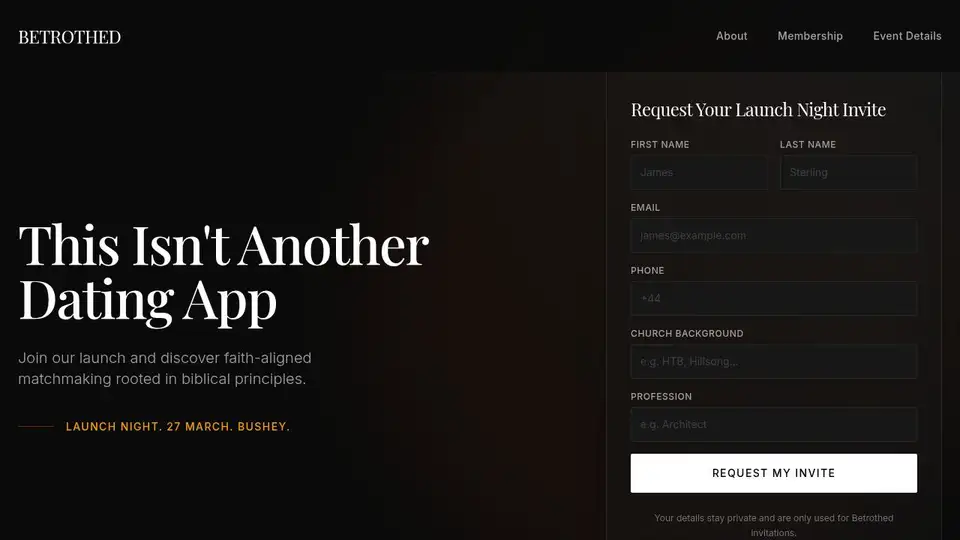 BETROTHED
About
Membership
Event Details
This Isn't Another
Dating App
Join our launch and discover faith-aligned
matchmaking rooted in biblical principles.
LAUNCH NIGHT. 27 MARCH. BUSHEY.
Request Your Launch Night Invite
FIRST NAME
LAST NAME
James
Sterling
EMAIL
james@example.com
PHONE
+44
CHURCH BACKGROUND
e.g. HTB, Hillsong...
PROFESSION
e.g. Architect
REQUEST MY INVITE
Your details stay private and are only used for Betrothed
invitations.